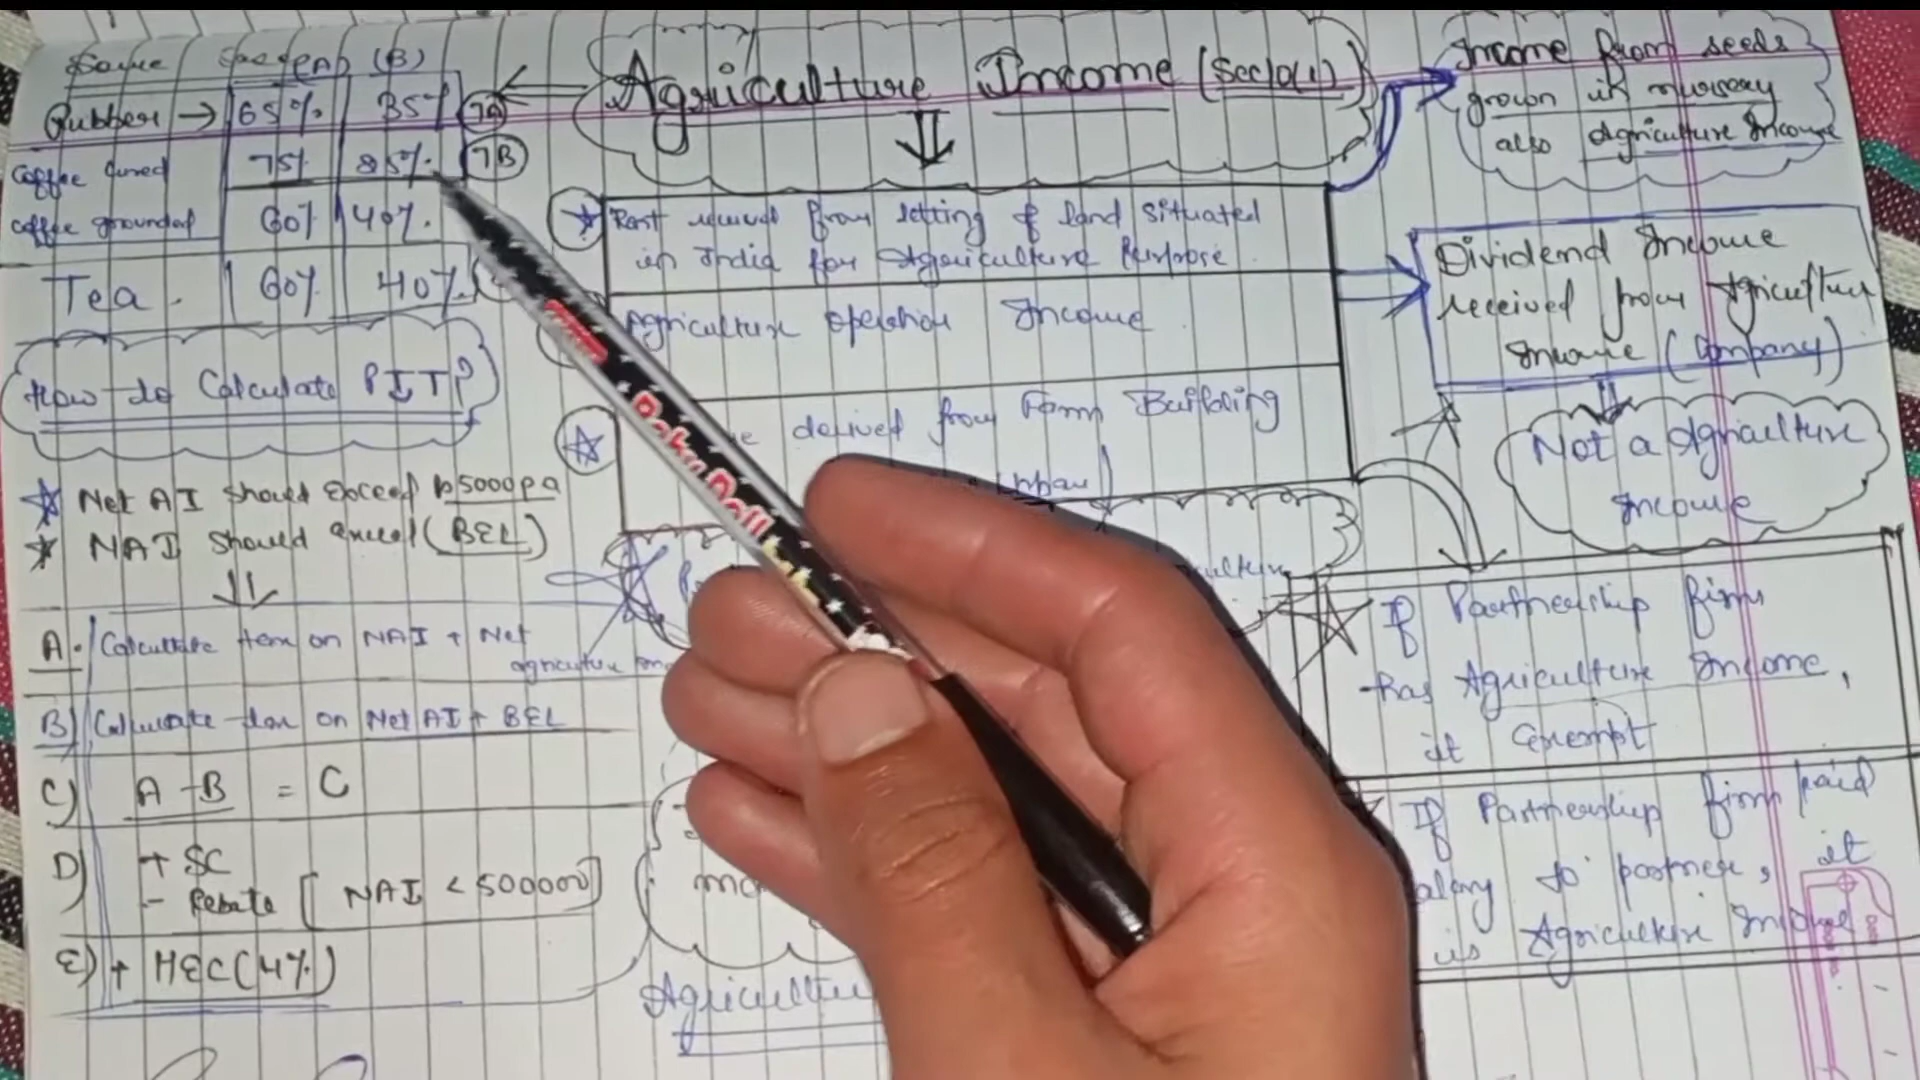 Some (A) (B)
Rubber → 65% 35% 7A
Coffee Cured 75% 25% 7B
Coffee grounded 60% 40%
Tea. 60% 40%
How to Calculate PIT?
☆ Net AI should exceed ₹5000 pa
☆ NAI should exceed (BEL)
A. Calculate tax on NAI + Net
agriculture
B) Calculate tax on Net AI + BEL
C) A - B = C
D) + SC
- Rebate [NAI < 500000]
E) + HEC (4%)
Agriculture Income (Sec10(1))
☆ Rent received from letting of land situated
in India for Agriculture Purpose
Agriculture operation Income
☆ derived from Farm Building
Income from seeds
grown in nursery
also Agriculture Income
Dividend Income
received from Agriculture
Income (Company)
Not a Agriculture
Income
If Partnership firm
has Agriculture Income,
it Exempt
If Partnership firm paid
to partner, it
is Agriculture Income
Agricultu